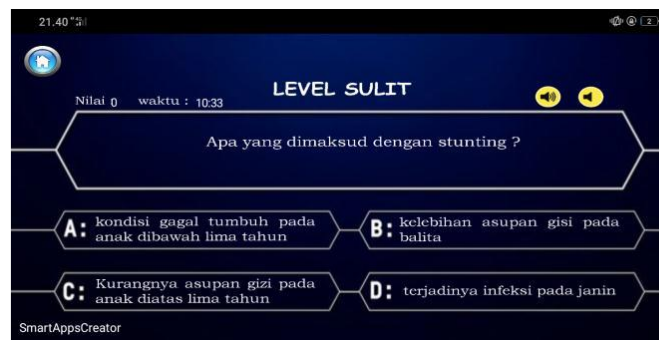 21.40
2
LEVEL SULIT
Nilai 0 waktu : 10:33
Apa yang dimaksud dengan stunting ?
A: kondisi gagal tumbuh pada
anak dibawah lima tahun
B: kelebihan asupan gisi pada
balita
C: Kurangnya asupan gizi pada
anak diatas lima tahun
D: terjadinya infeksi pada janin
SmartAppsCreator